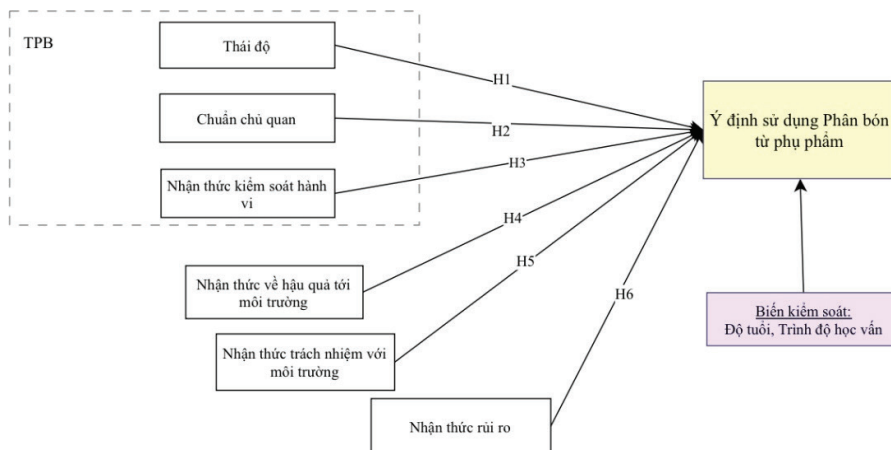 TPB
Thái độ
H1
Chuẩn chủ quan
H2
Ý định sử dụng Phân bón
từ phụ phẩm
Nhận thức kiểm soát hành
vi
H3
H4
H5
Nhận thức về hậu quả tới
môi trường
H6
Biến kiểm soát:
Độ tuổi, Trình độ học vấn
Nhận thức trách nhiệm với
môi trường
Nhận thức rủi ro